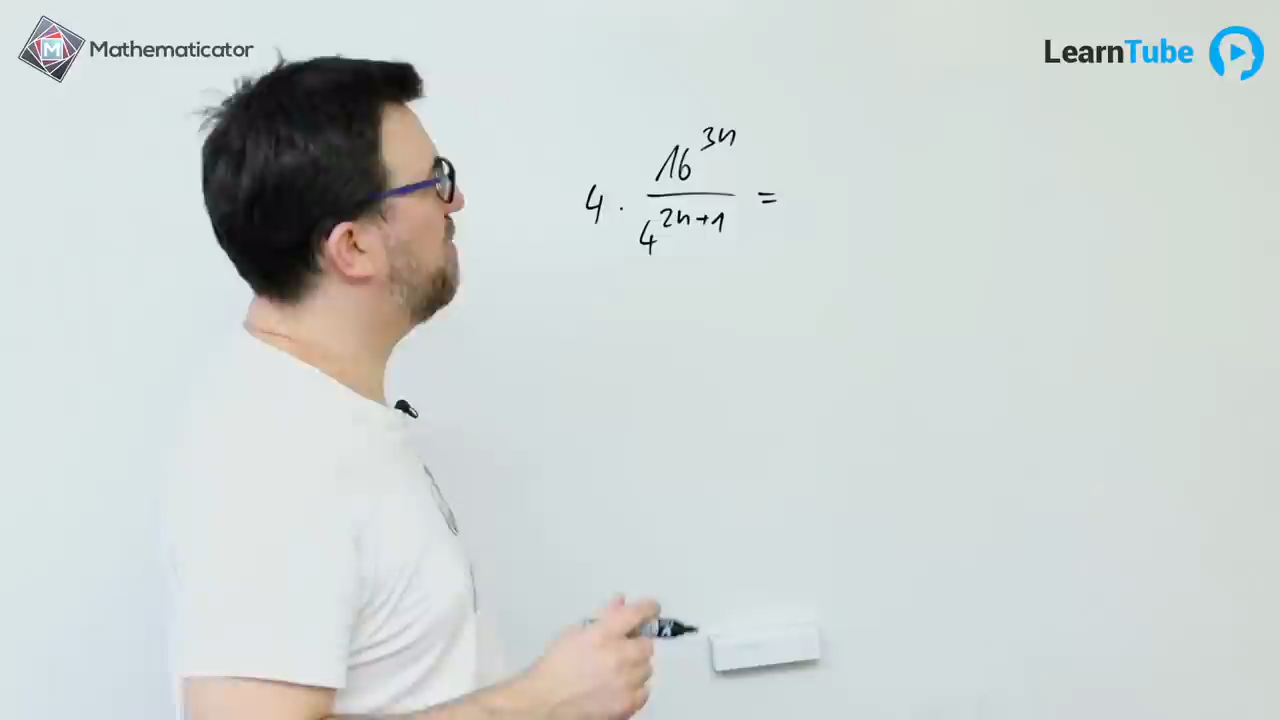 Mathematicator
LearnTube
4 · 16^3n / 4^2n+1 =